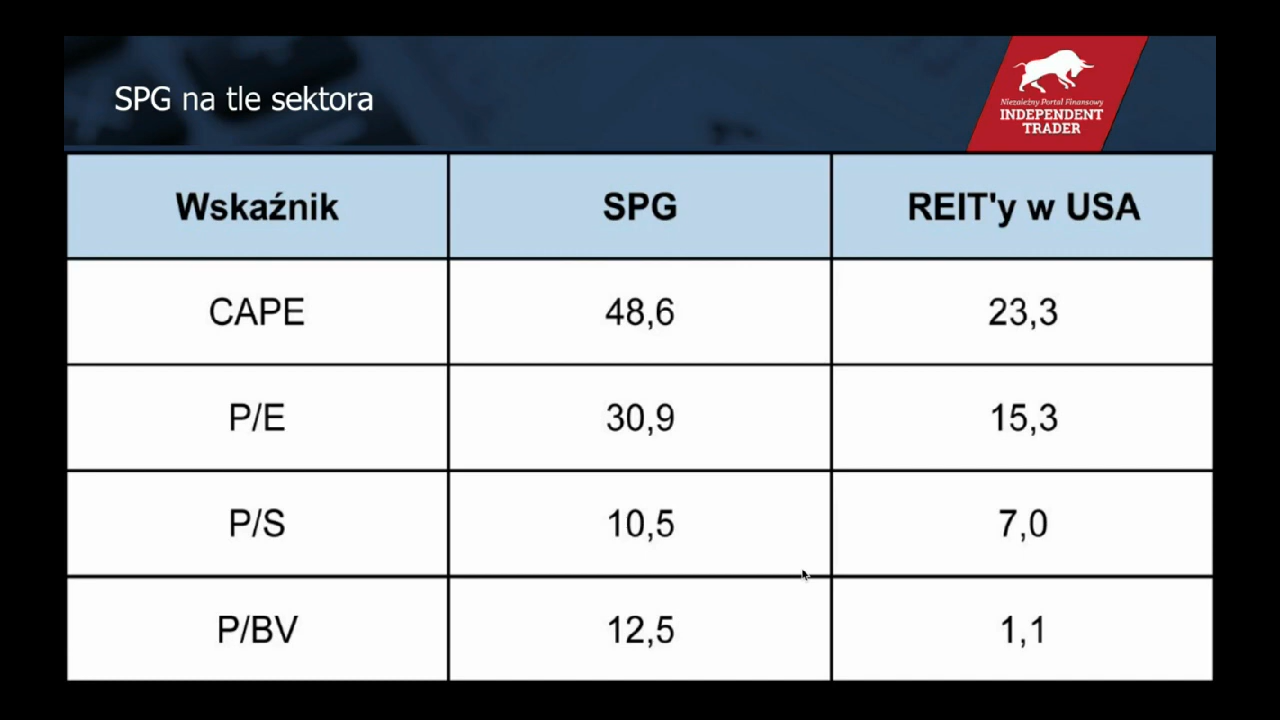 SPG na tle sektora
Niezależny Portal Finansowy
INDEPENDENT
TRADER
Wskaźnik SPG REIT'y w USA
CAPE 48,6 23,3
P/E 30,9 15,3
P/S 10,5 7,0
P/BV 12,5 1,1